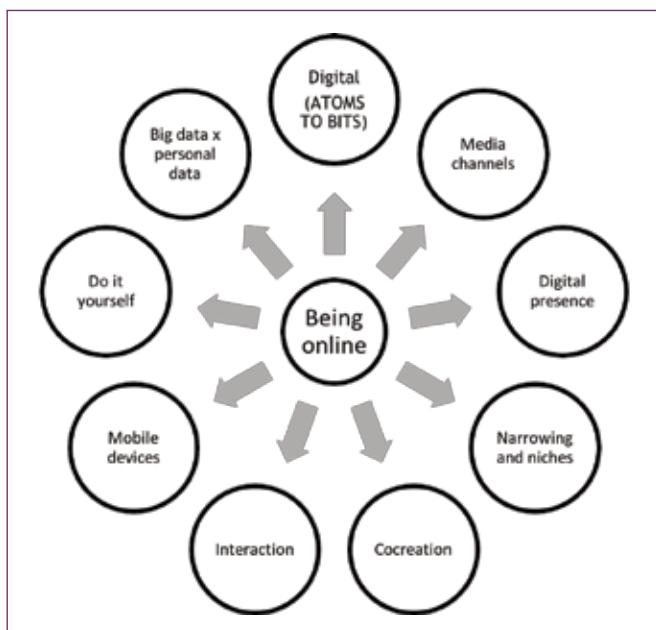 Digital
(ATOMS
TO BITS)
Media
channels
Digital
presence
Narrowing
and niches
Cocreation
Interaction
Mobile
devices
Do it
yourself
Big data x
personal
data
Being
online